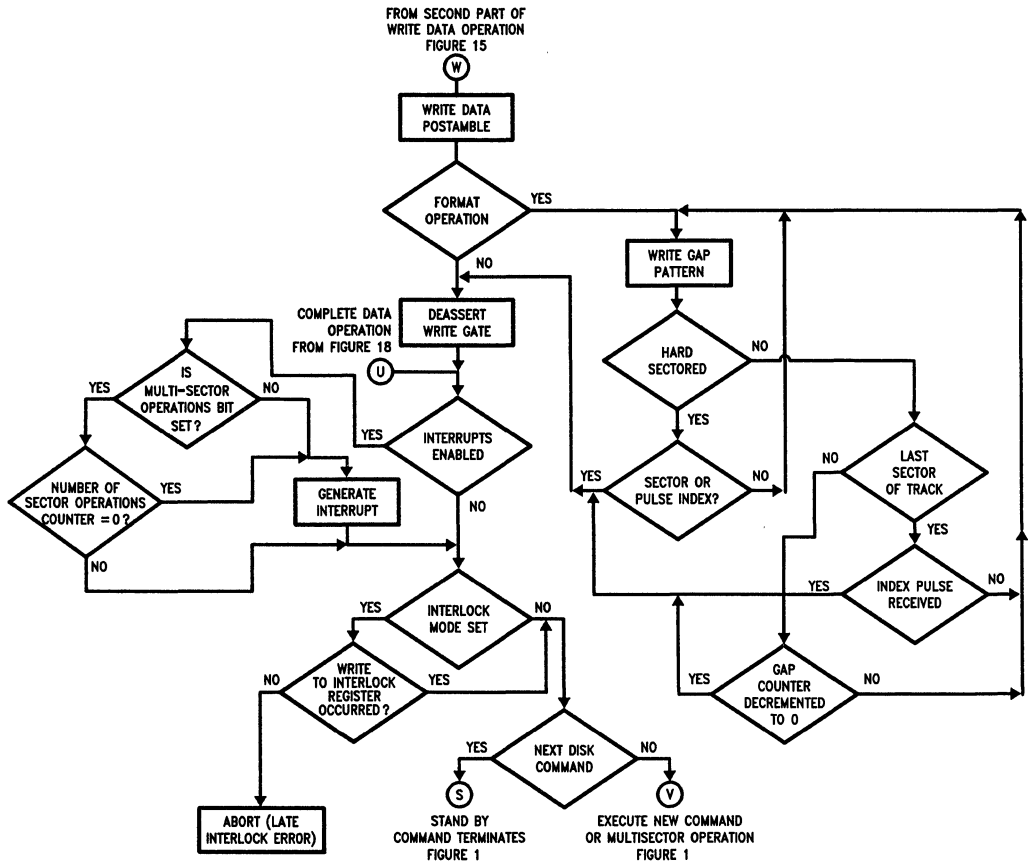 FROM SECOND PART OF
WRITE DATA OPERATION
FIGURE 15
W
WRITE DATA
POSTAMBLE
FORMAT
OPERATION
YES
NO
WRITE GAP
PATTERN
COMPLETE DATA
OPERATION
FROM FIGURE 18
DEASSERT
WRITE GATE
U
HARD
SECTORED
NO
YES
IS
MULTI-SECTOR
OPERATIONS BIT
SET?
YES
NO
INTERRUPTS
ENABLED
YES
NO
SECTOR OR
PULSE INDEX?
YES
NO
LAST
SECTOR
OF TRACK
NO
YES
NUMBER OF
SECTOR OPERATIONS
COUNTER = 0?
YES
NO
GENERATE
INTERRUPT
INDEX PULSE
RECEIVED
YES
NO
INTERLOCK
MODE SET
YES
NO
WRITE
TO INTERLOCK
REGISTER
OCCURRED?
NO
YES
GAP
COUNTER
DECREMENTED
TO 0
YES
NO
NEXT DISK
COMMAND
YES
NO
S
V
ABORT (LATE
INTERLOCK ERROR)
STAND BY
COMMAND TERMINATES
FIGURE 1
EXECUTE NEW COMMAND
OR MULTISECTOR OPERATION
FIGURE 1